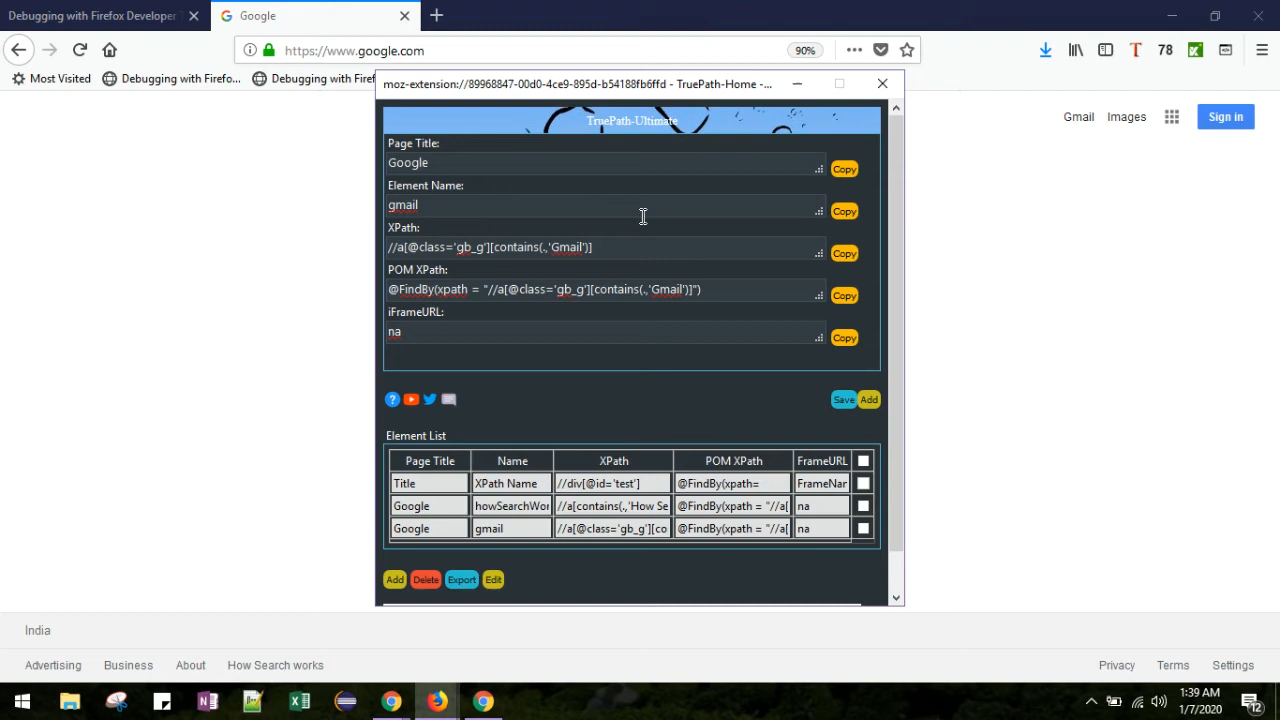 Debugging with Firefox Developer
Google
https://www.google.com
90%
78
Most Visited
Debugging with Firefo...
Debugging with Firef
moz-extension://89968847-00d0-4ce9-895d-b54188fb6ffd - TruePath-Home -...
Gmail
Images
Sign in
TruePath-Ultimate
Page Title:
Google
Copy
Element Name:
gmail
Copy
XPath:
//a[@class='gb_g'][contains(.,'Gmail')]
Copy
POM XPath:
@FindBy(xpath = "//a[@class='gb_g'][contains(.,'Gmail')]")
Copy
iFrameURL:
na
Copy
Save
Add
Element List
Page Title Name XPath POM XPath FrameURL
Title XPath Name //div[@id='test'] @FindBy(xpath= FrameNar
Google howSearchWor //a[contains(.,'How Se @FindBy(xpath = "//a[ na
Google gmail //a[@class='gb_g'][co @FindBy(xpath = "//a[ na
Add Delete Export Edit
India
Advertising Business About How Search works
Privacy Terms Settings
1:39 AM
1/7/2020
12